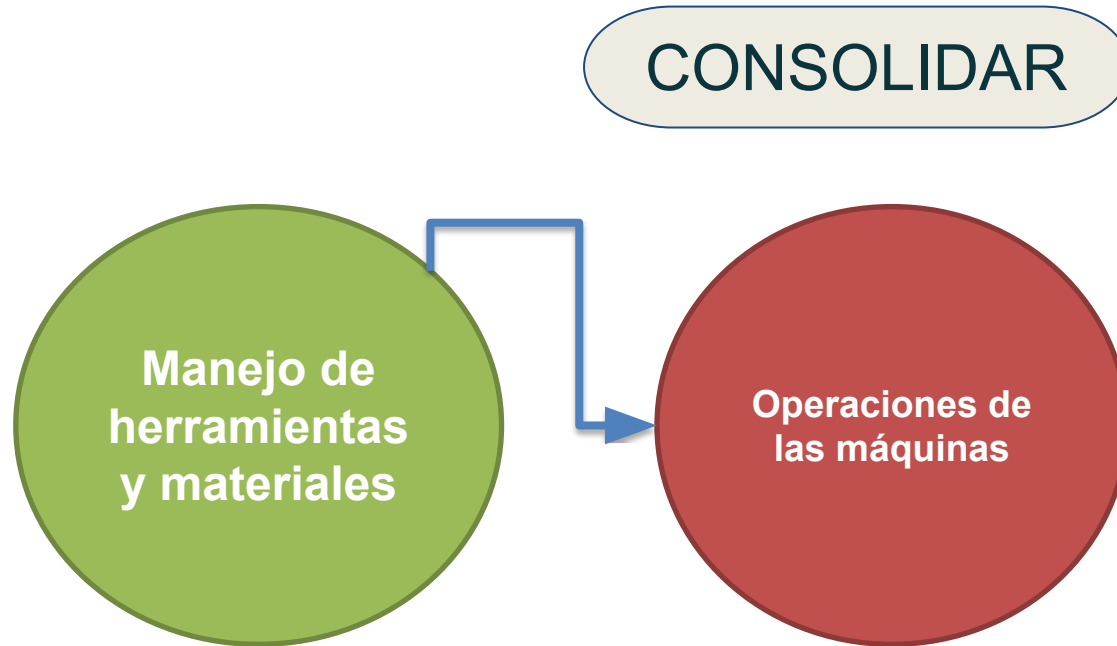 CONSOLIDAR
Manejo de
herramientas
y materiales
Operaciones de
las máquinas